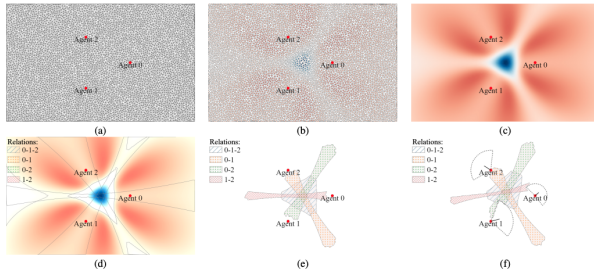 Agent 2
Agent 0
Agent 1
(a)
Agent 2
Agent 0
Agent 1
(b)
Agent 2
Agent 0
Agent 1
(c)
Relations:
0-1-2
0-1
0-2
1-2
Agent 2
Agent 0
Agent 1
(d)
Relations:
0-1-2
0-1
0-2
1-2
Agent 2
Agent 0
Agent 1
(e)
Relations:
0-1-2
0-1
0-2
1-2
Agent 2
Agent 0
Agent 1
(f)